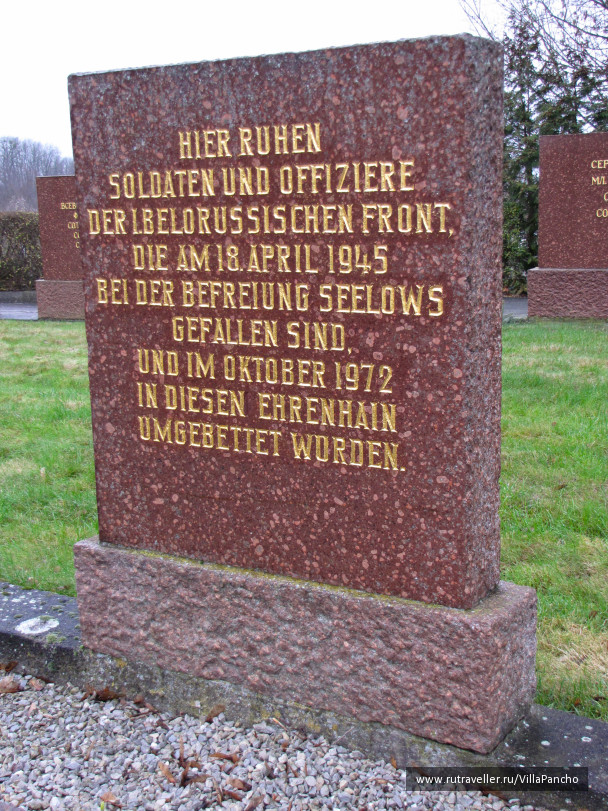 HIER RUHEN
SOLDATEN UND OFFIZIERE
DER I. BELORUSSISCHEN FRONT,
DIE AM 18. APRIL 1945
BEI DER BEFREIUNG SEELOWS
GEFALLEN SIND,
UND IM OKTOBER 1972
IN DIESEN EHRENHAIN
UMGEBETTET WORDEN.
www.rutraveller.ru/VillaPancho